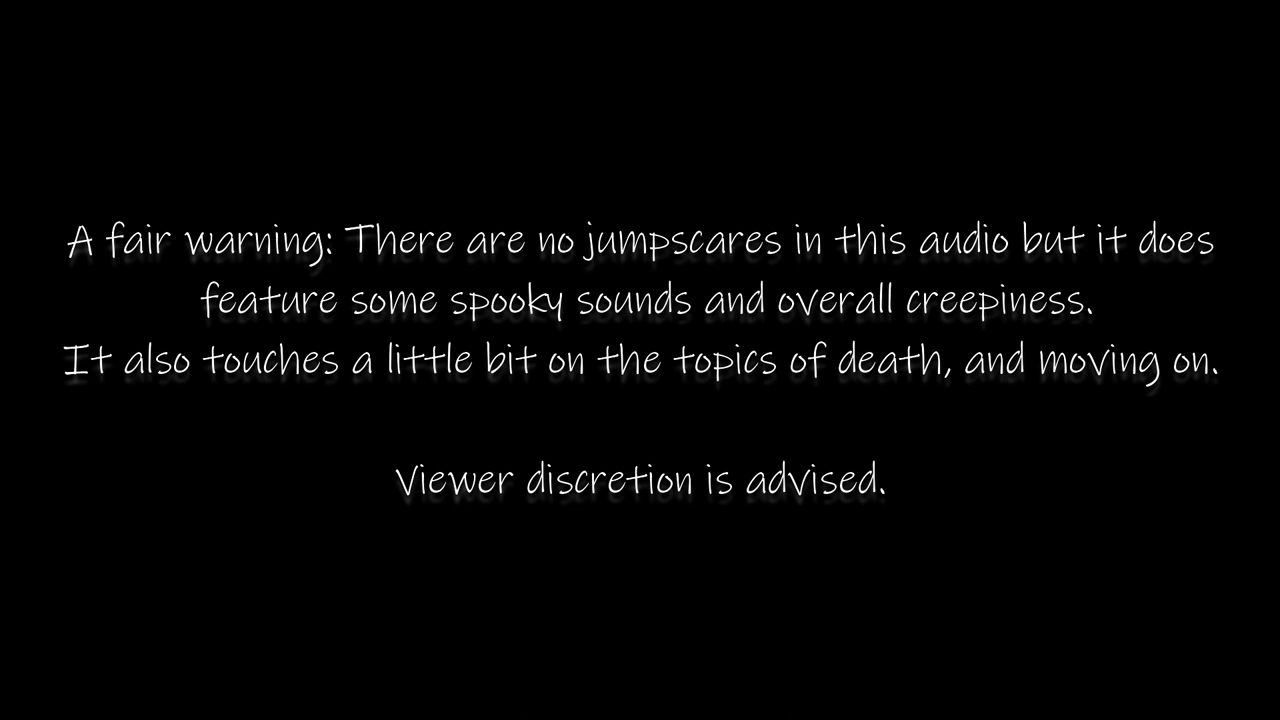 A fair warning: There are no jumpscares in this audio but it does
feature some spooky sounds and overall creepiness.
It also touches a little bit on the topics of death, and moving on.
Viewer discretion is advised.